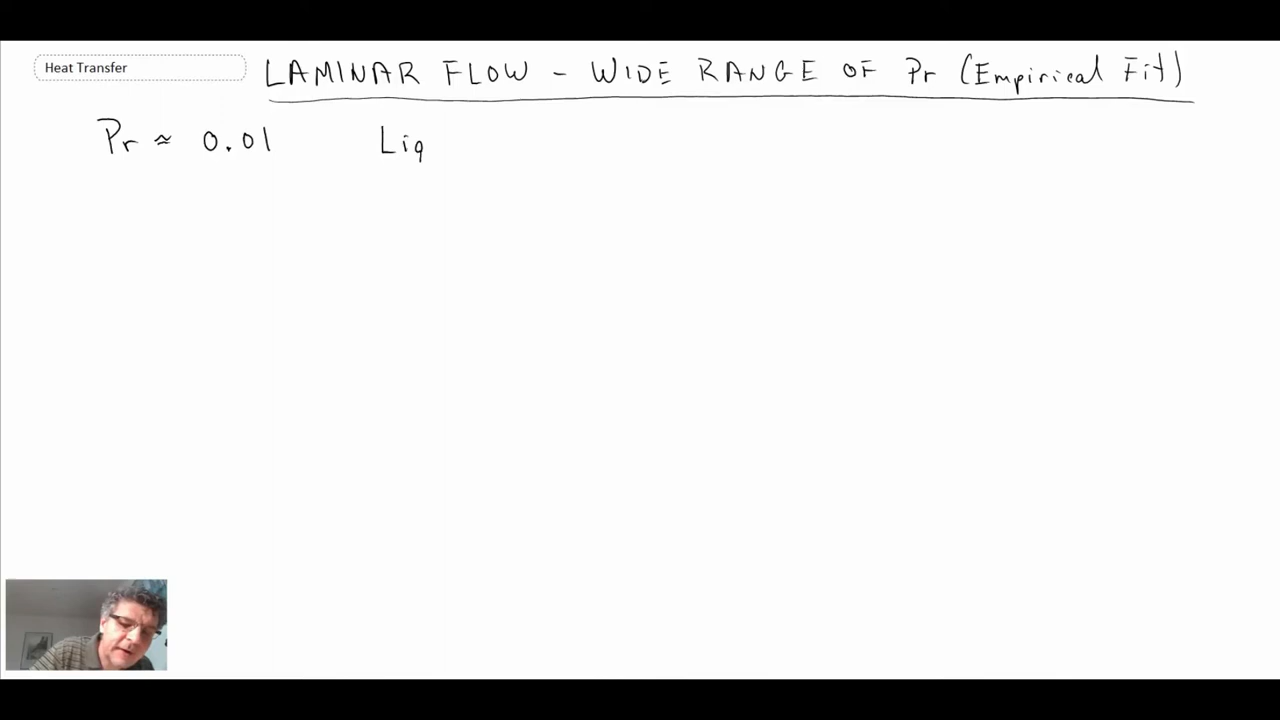 Heat Transfer
LAMINAR FLOW - WIDE RANGE OF Pr (Empirical Fit)
Pr ≈ 0.01 Liq